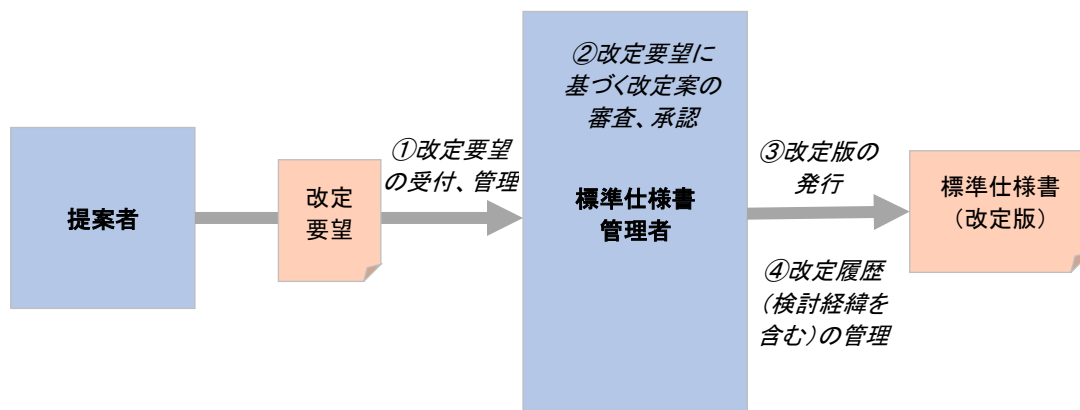 提案者
改定
要望
①改定要望
の受付、管理
②改定要望に
基づく改定案の
審査、承認
標準仕様書
管理者
③改定版の
発行
④改定履歴
（検討経緯を
含む）の管理
標準仕様書
（改定版）